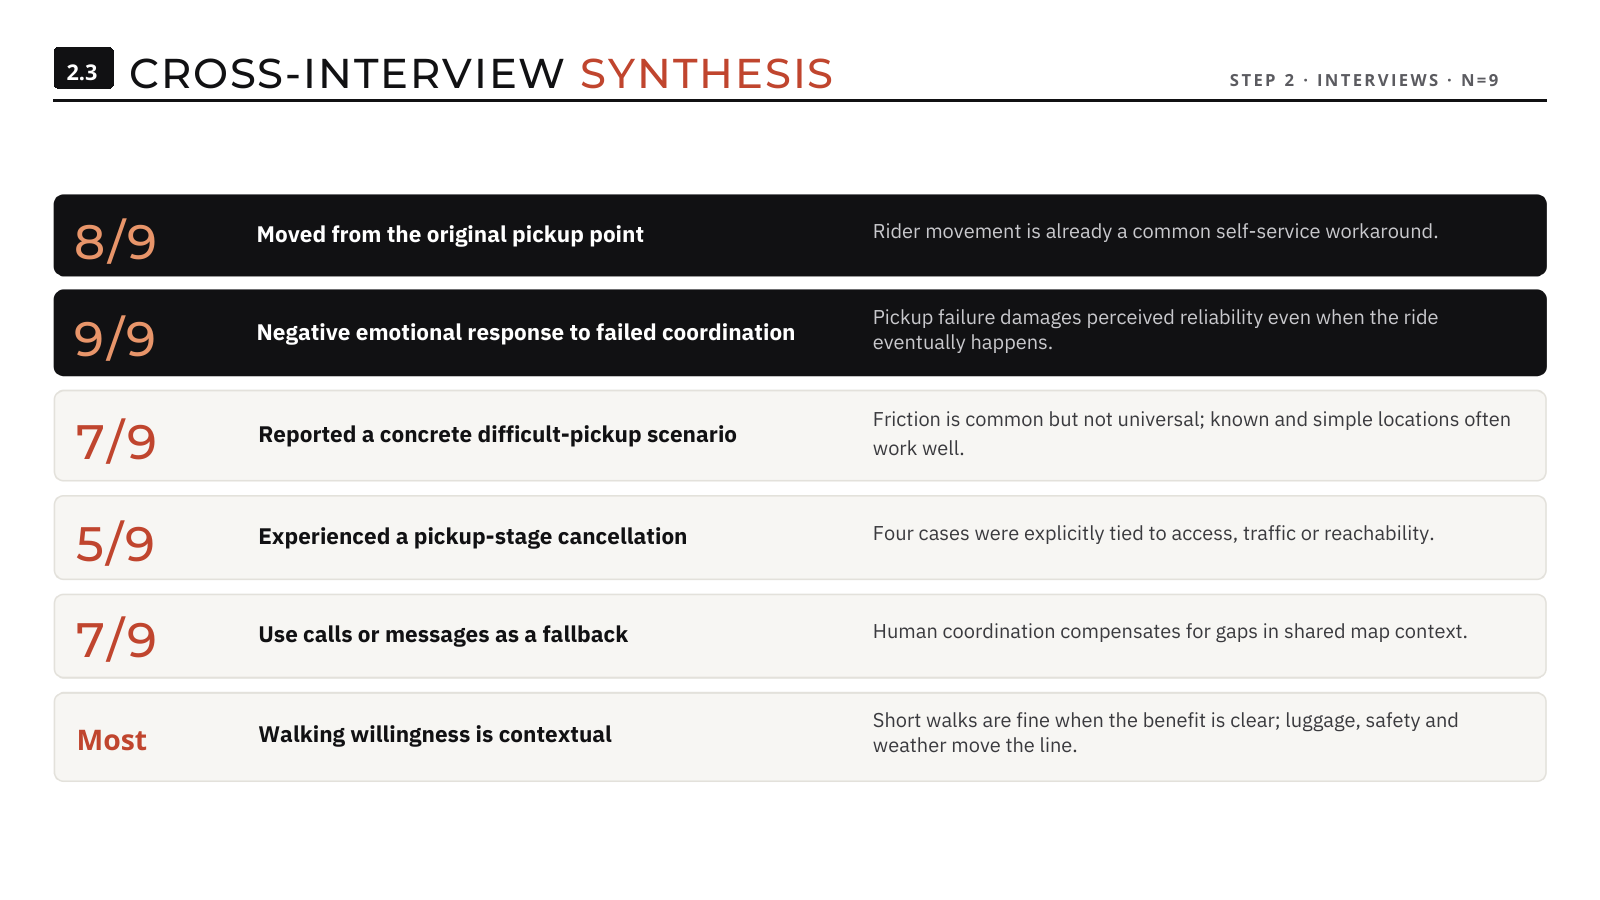 2.3 CROSS-INTERVIEW SYNTHESIS
STEP 2 · INTERVIEWS · N=9
8/9
Moved from the original pickup point
Rider movement is already a common self-service workaround.
9/9
Negative emotional response to failed coordination
Pickup failure damages perceived reliability even when the ride
eventually happens.
7/9
Reported a concrete difficult-pickup scenario
Friction is common but not universal; known and simple locations often
work well.
5/9
Experienced a pickup-stage cancellation
Four cases were explicitly tied to access, traffic or reachability.
7/9
Use calls or messages as a fallback
Human coordination compensates for gaps in shared map context.
Most
Walking willingness is contextual
Short walks are fine when the benefit is clear; luggage, safety and
weather move the line.